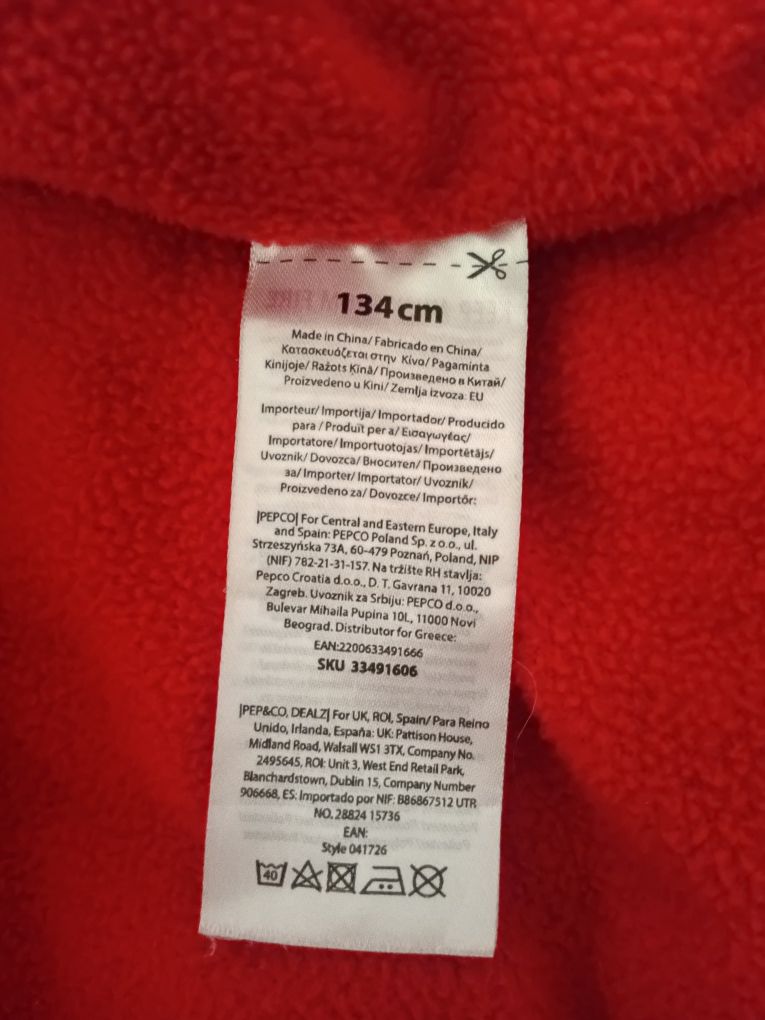 134 cm
Made in China/ Fabricado en China/
Κατασκευάζεται στην Κίνα/ Pagaminta
Kinijoje/ Ražots Ķīnā/ Произведено в Китай/
Proizvedeno u Kini/ Zemlja izvoza: EU
Importeur/ Importija/ Importador/ Producido
para / Produit per a/ Εισαγωγέας/
Importatore/ Importuotojas/ Importētājs/
Uvoznik/ Dovozca/ Вносител/ Произведено
за/ Importer/ Importator/ Uvoznik/
Proizvedeno za/ Dovozce/ Importőr:
|PEPCO| For Central and Eastern Europe, Italy
and Spain: PEPCO Poland Sp. z o.o., ul.
Strzeszyńska 73A, 60-479 Poznań, Poland, NIP
(NIF) 782-21-31-157. Na tržište RH stavlja:
Pepco Croatia d.o.o., D. T. Gavrana 11, 10020
Zagreb. Uvoznik za Srbiju: PEPCO d.o.o.,
Bulevar Mihaila Pupina 10L, 11000 Novi
Beograd. Distributor for Greece:
EAN:2200633491666
SKU 33491606
|PEP&CO, DEALZ| For UK, ROI, Spain/ Para Reino
Unido, Irlanda, España: UK: Pattison House,
Midland Road, Walsall WS1 3TX, Company No.
2495645, ROI: Unit 3, West End Retail Park,
Blanchardstown, Dublin 15, Company Number
906668, ES: Importado por NIF: B86867512 UTR
NO. 28824 15736
EAN:
Style 041726
40